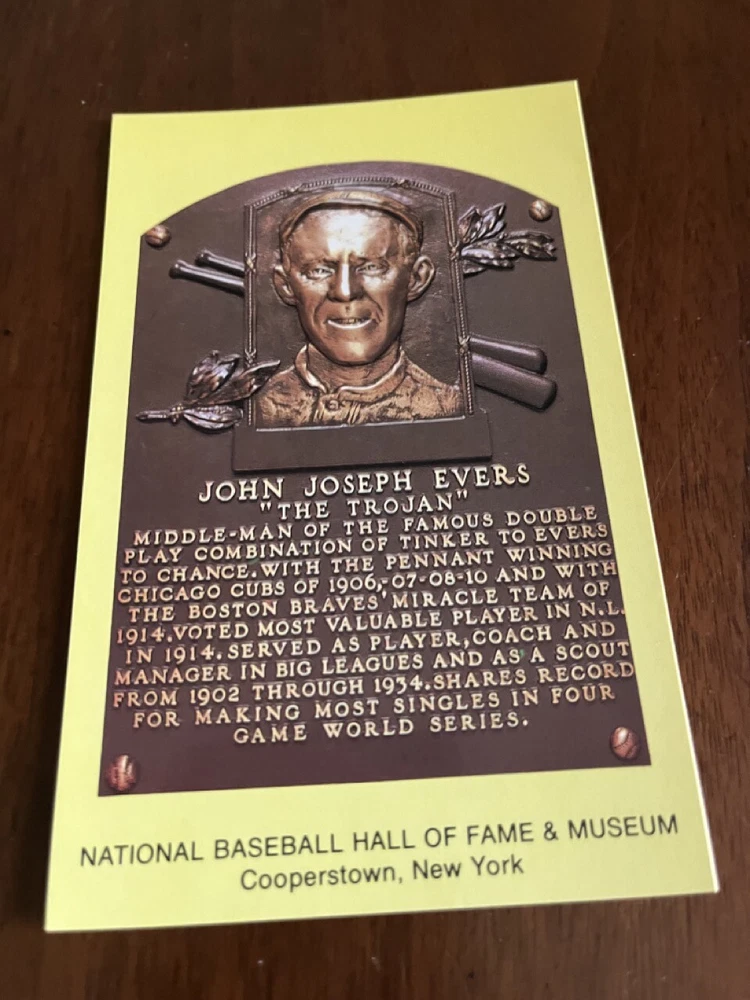 JOHN JOSEPH EVERS
"THE TROJAN"
MIDDLE-MAN OF THE FAMOUS DOUBLE
PLAY COMBINATION OF TINKER TO EVERS
TO CHANCE.WITH THE PENNANT WINNING
CHICAGO CUBS OF 1906,-07-08-10 AND WITH
THE BOSTON BRAVES' MIRACLE TEAM OF
1914.VOTED MOST VALUABLE PLAYER IN N.L.
IN 1914.SERVED AS PLAYER,COACH AND
MANAGER IN BIG LEAGUES AND AS A SCOUT
FROM 1902 THROUGH 1934.SHARES RECORD
FOR MAKING MOST SINGLES IN FOUR
GAME WORLD SERIES.
NATIONAL BASEBALL HALL OF FAME & MUSEUM
Cooperstown, New York